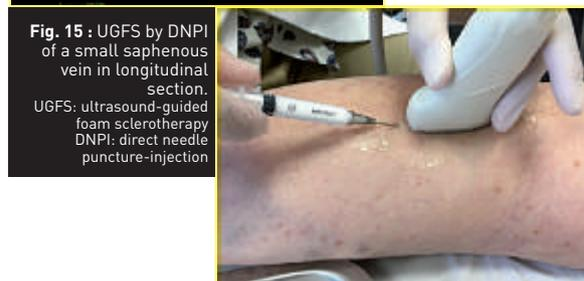 Fig. 15 : UGFS by DNPI
of a small saphenous
vein in longitudinal
section.
UGFS: ultrasound-guided
foam sclerotherapy
DNPI: direct needle
puncture-injection